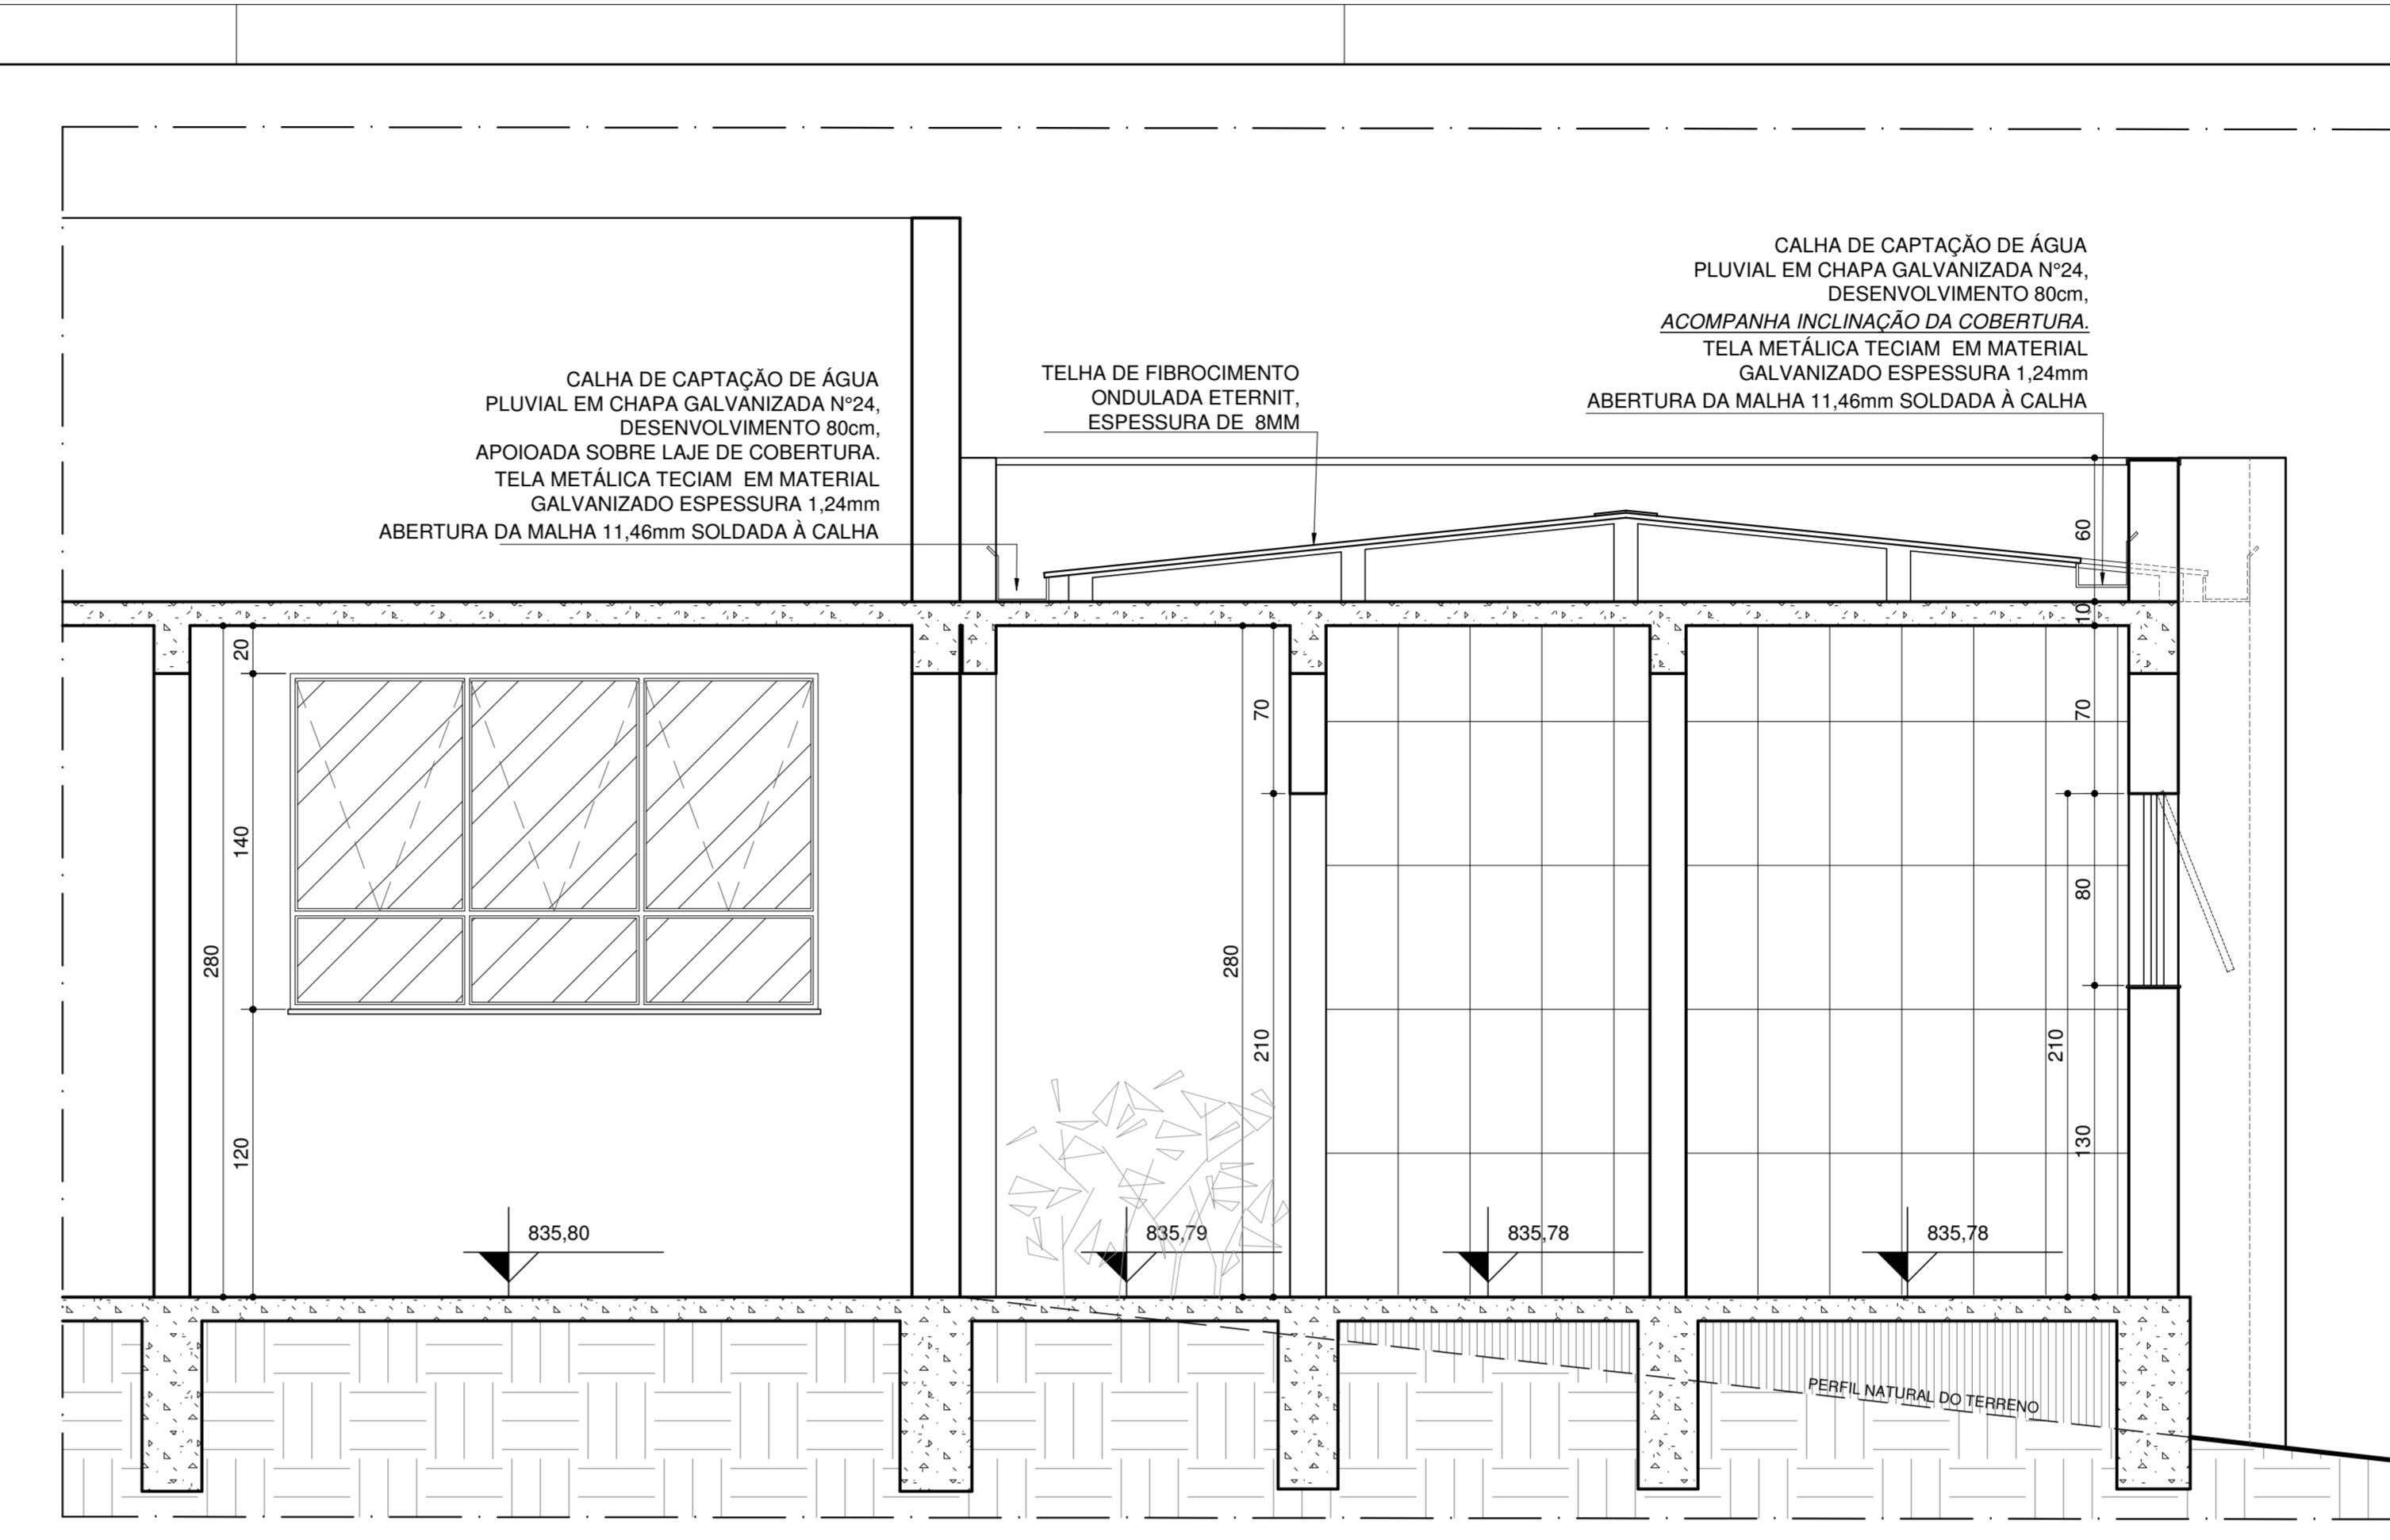 CALHA DE CAPTAÇĂO DE ÁGUA
PLUVIAL EM CHAPA GALVANIZADA N°24,
DESENVOLVIMENTO 80cm,
ACOMPANHA INCLINAÇÃO DA COBERTURA.
TELA METÁLICA TECIAM EM MATERIAL
GALVANIZADO ESPESSURA 1,24mm
ABERTURA DA MALHA 11,46mm SOLDADA À CALHA
CALHA DE CAPTAÇĂO DE ÁGUA
PLUVIAL EM CHAPA GALVANIZADA N°24,
DESENVOLVIMENTO 80cm,
APOIOADA SOBRE LAJE DE COBERTURA.
TELA METÁLICA TECIAM EM MATERIAL
GALVANIZADO ESPESSURA 1,24mm
ABERTURA DA MALHA 11,46mm SOLDADA À CALHA
TELHA DE FIBROCIMENTO
ONDULADA ETERNIT,
ESPESSURA DE 8MM
60
10
20
70
70
140
80
280
280
210
210
120
130
835,80
835,79
835,78
835,78
PERFIL NATURAL DO TERRENO